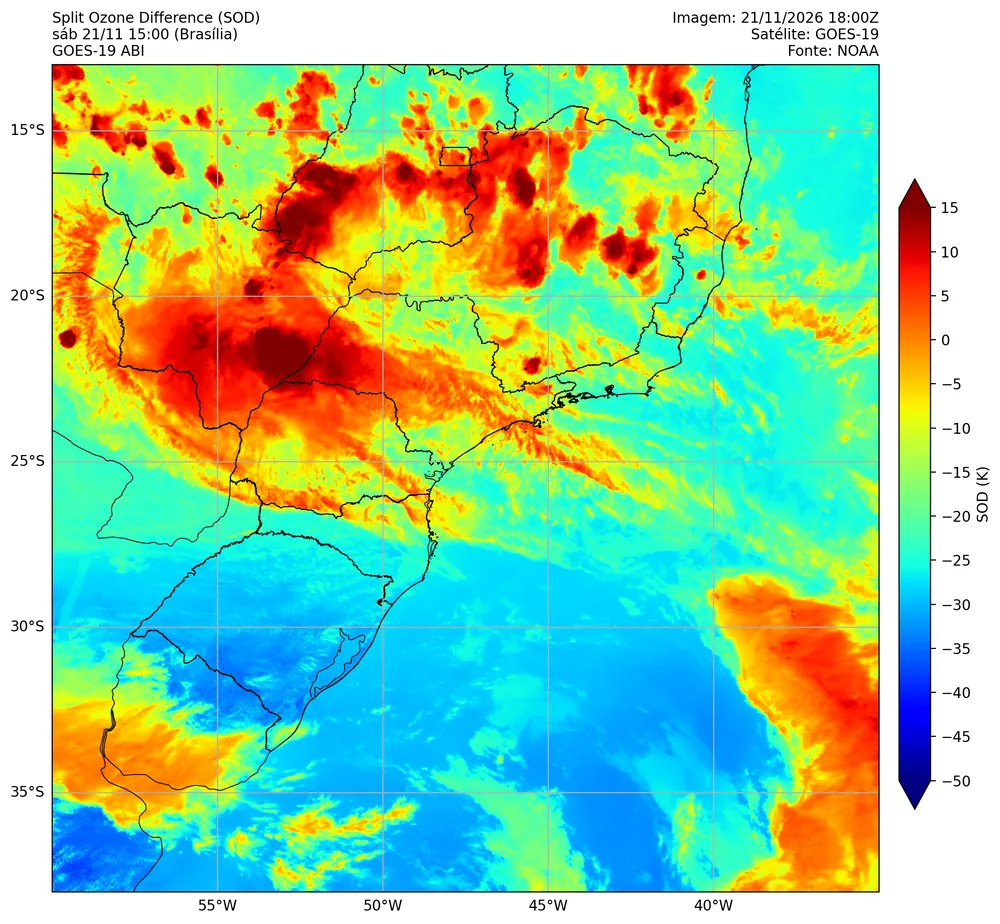 Split Ozone Difference (SOD)
sáb 21/11 15:00 (Brasília)
GOES-19 ABI
Imagem: 21/11/2026 18:00Z
Satélite: GOES-19
Fonte: NOAA
15°S
20°S
25°S
30°S
35°S
55°W
50°W
45°W
40°W
15
10
5
0
−5
−10
−15
−20
−25
−30
−35
−40
−45
−50
SOD (K)